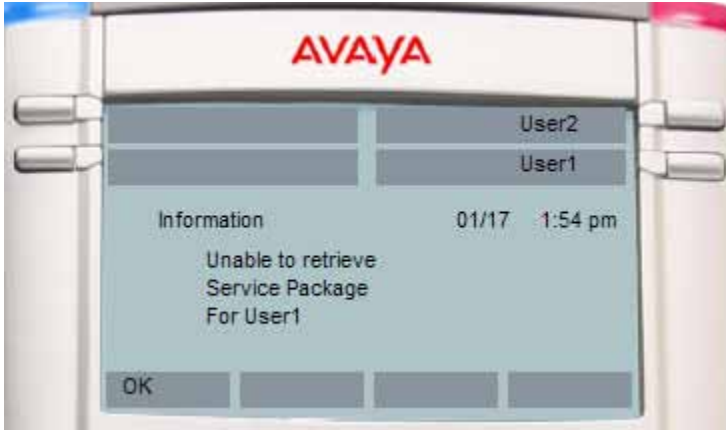 AVAYA
User2
User1
Information 01/17 1:54 pm
Unable to retrieve
Service Package
For User1
OK